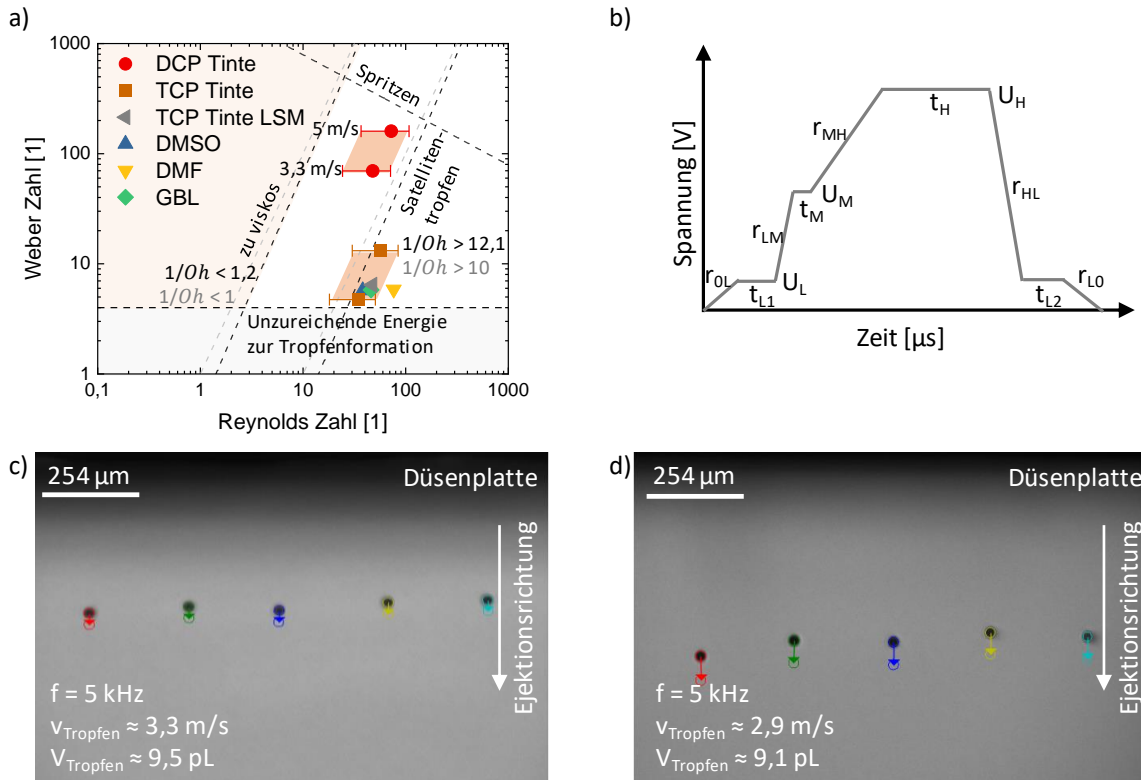 a)
1000
100
10
1
Weber Zahl [1]
0,1
1
10
100
1000
Reynolds Zahl [1]
DCP Tinte
TCP Tinte
TCP Tinte LSM
DMSO
DMF
GBL
Spritzen
5 m/s
3,3 m/s
zu viskos
Satelliten-
tropfen
1/Oh < 1,2
1/Oh < 1
1/Oh > 12,1
1/Oh > 10
Unzureichende Energie
zur Tropfenformation
b)
Spannung [V]
Zeit [µs]
r0L
tL1
UL
rLM
tM
UM
rMH
tH
UH
rHL
tL2
rL0
c)
254 µm
Düsenplatte
Ejektionsrichtung
f = 5 kHz
vTropfen ≈ 3,3 m/s
VTropfen ≈ 9,5 pL
d)
254 µm
Düsenplatte
Ejektionsrichtung
f = 5 kHz
vTropfen ≈ 2,9 m/s
VTropfen ≈ 9,1 pL